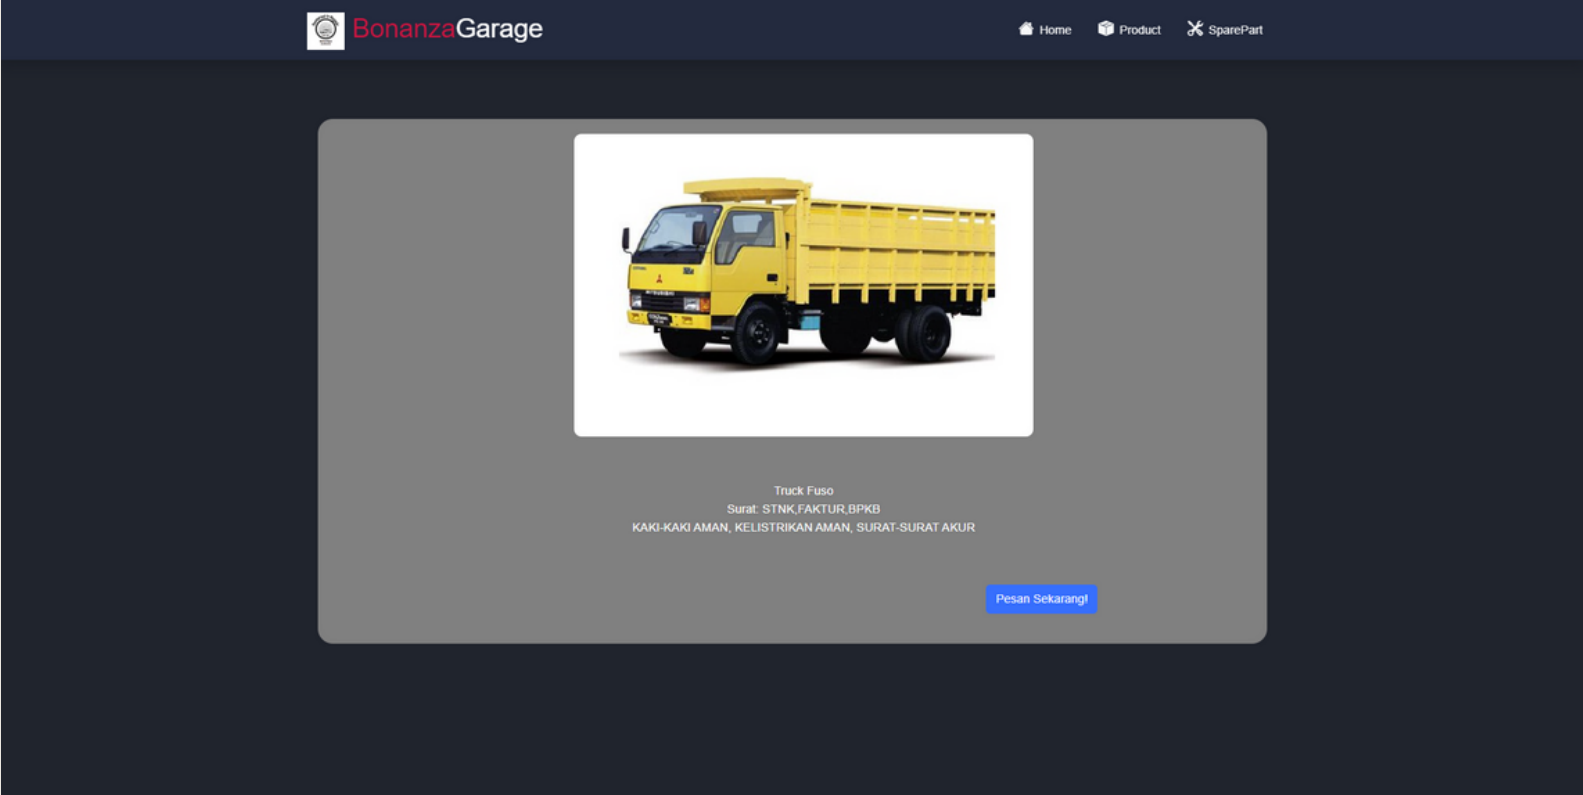 BonanzaGarage
Home
Product
SparePart
MITSUBISHI
Truck Fuso
Surat: STNK,FAKTUR,BPKB
KAKI-KAKI AMAN, KELISTRIKAN AMAN, SURAT-SURAT AKUR
Pesan Sekarang!